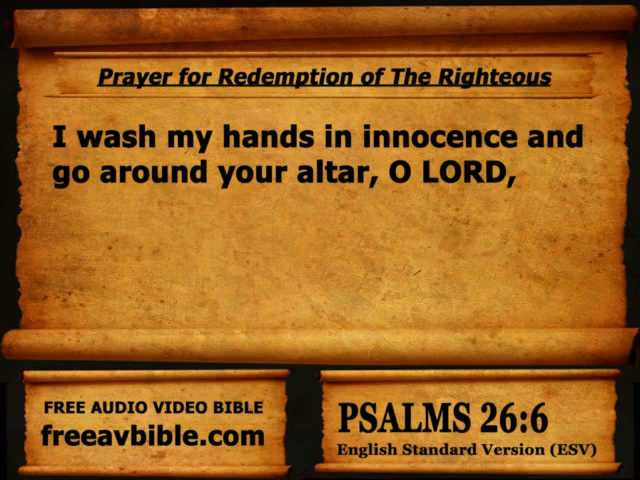 Prayer for Redemption of The Righteous
I wash my hands in innocence and
go around your altar, O LORD,
FREE AUDIO VIDEO BIBLE
freeavbible.com
PSALMS 26:6
English Standard Version (ESV)